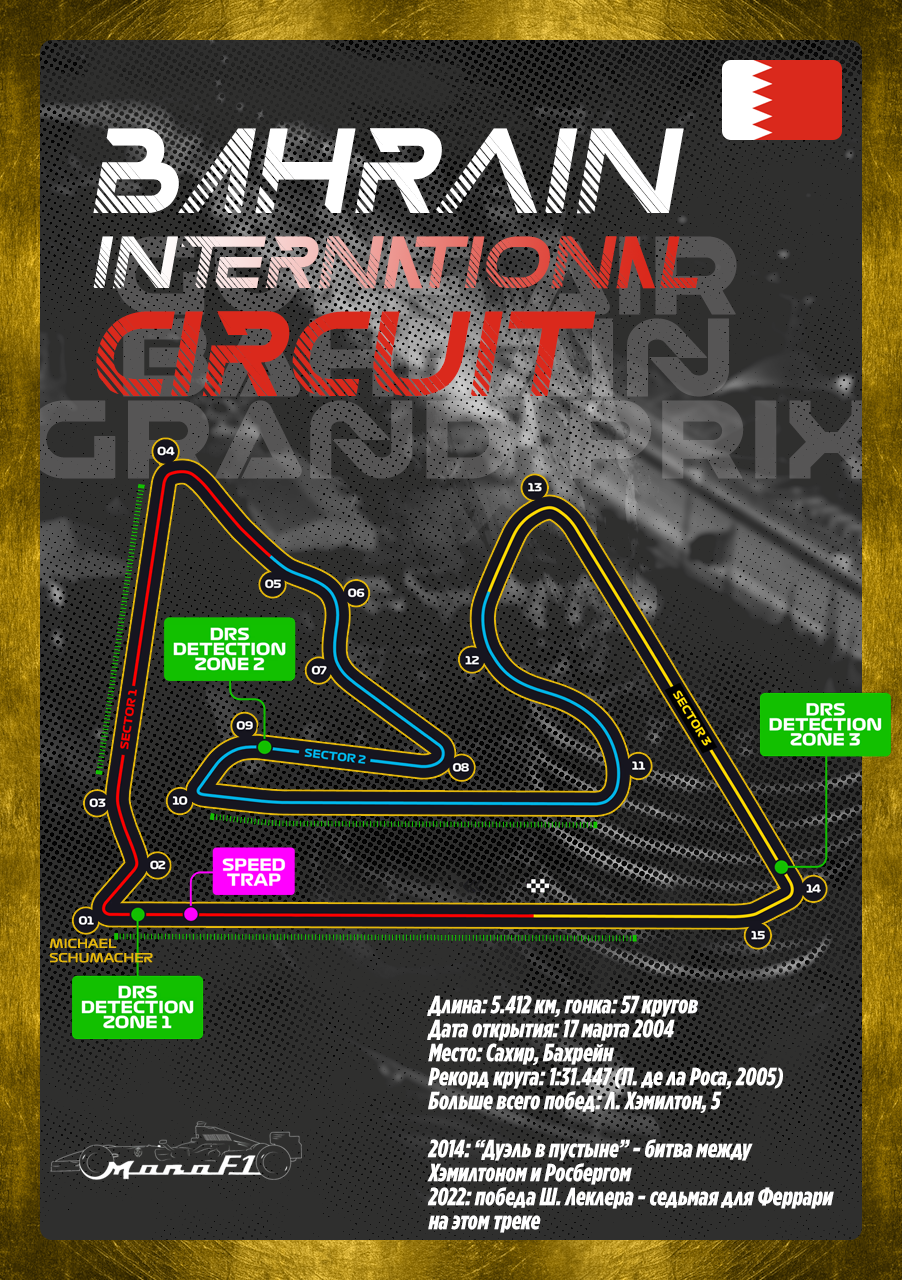 BAHRAIN
INTERNATIONAL
CIRCUIT
BAHRAIN
GRAND PRIX
04
13
05
06
DRS
DETECTION
ZONE 2
12
07
SECTOR 1
SECTOR 3
DRS
DETECTION
ZONE 3
09
SECTOR 2
08
11
10
03
02
SPEED
TRAP
14
01
15
MICHAEL
SCHUMACHER
DRS
DETECTION
ZONE 1
Длина: 5.412 км, гонка: 57 кругов
Дата открытия: 17 марта 2004
Место: Сахир, Бахрейн
Рекорд круга: 1:31.447 (П. де ла Роса, 2005)
Больше всего побед: Л. Хэмилтон, 5
2014: “Дуэль в пустыне” - битва между
Хэмилтоном и Росбергом
2022: победа Ш. Леклера - седьмая для Феррари
на этом треке
МапаF1